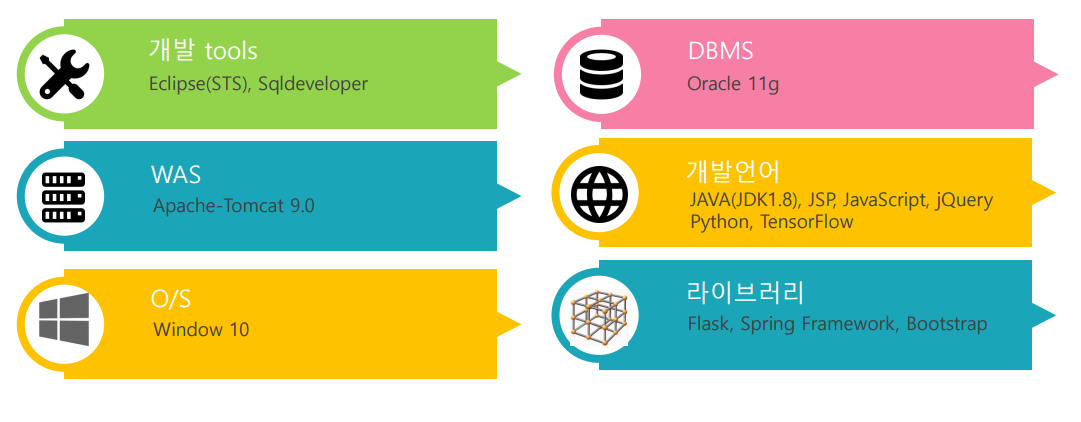 개발 tools
Eclipse(STS), Sqldeveloper
WAS
Apache-Tomcat 9.0
O/S
Window 10
DBMS
Oracle 11g
개발언어
JAVA(JDK1.8), JSP, JavaScript, jQuery
Python, TensorFlow
라이브러리
Flask, Spring Framework, Bootstrap